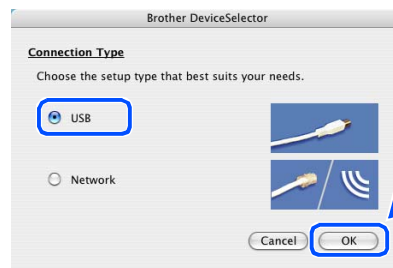 Brother DeviceSelector
Connection Type
Choose the setup type that best suits your needs.
USB
Network
Cancel
OK